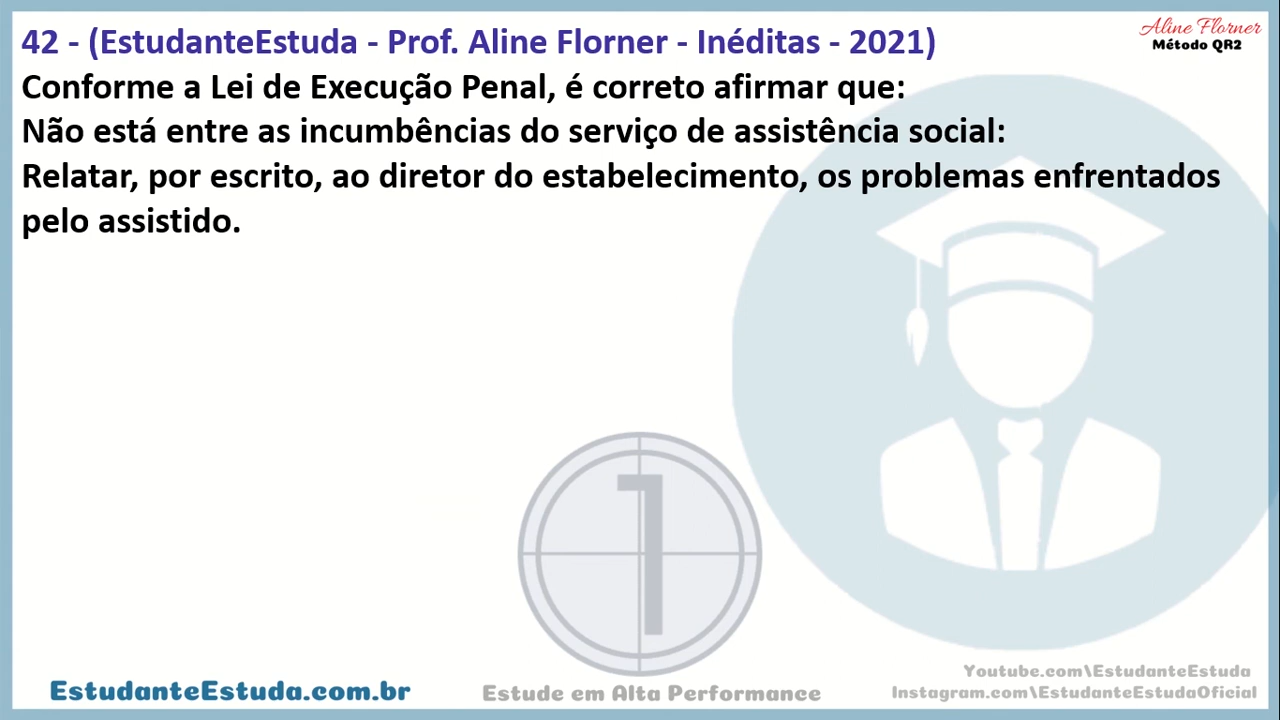 42 - (EstudanteEstuda - Prof. Aline Florner - Inéditas - 2021)
Aline Florner
Método QR2
Conforme a Lei de Execução Penal, é correto afirmar que:
Não está entre as incumbências do serviço de assistência social:
Relatar, por escrito, ao diretor do estabelecimento, os problemas enfrentados
pelo assistido.
1
EstudanteEstuda.com.br
Estude em Alta Performance
Youtube.com\EstudanteEstuda
Instagram.com\EstudanteEstudaOficial